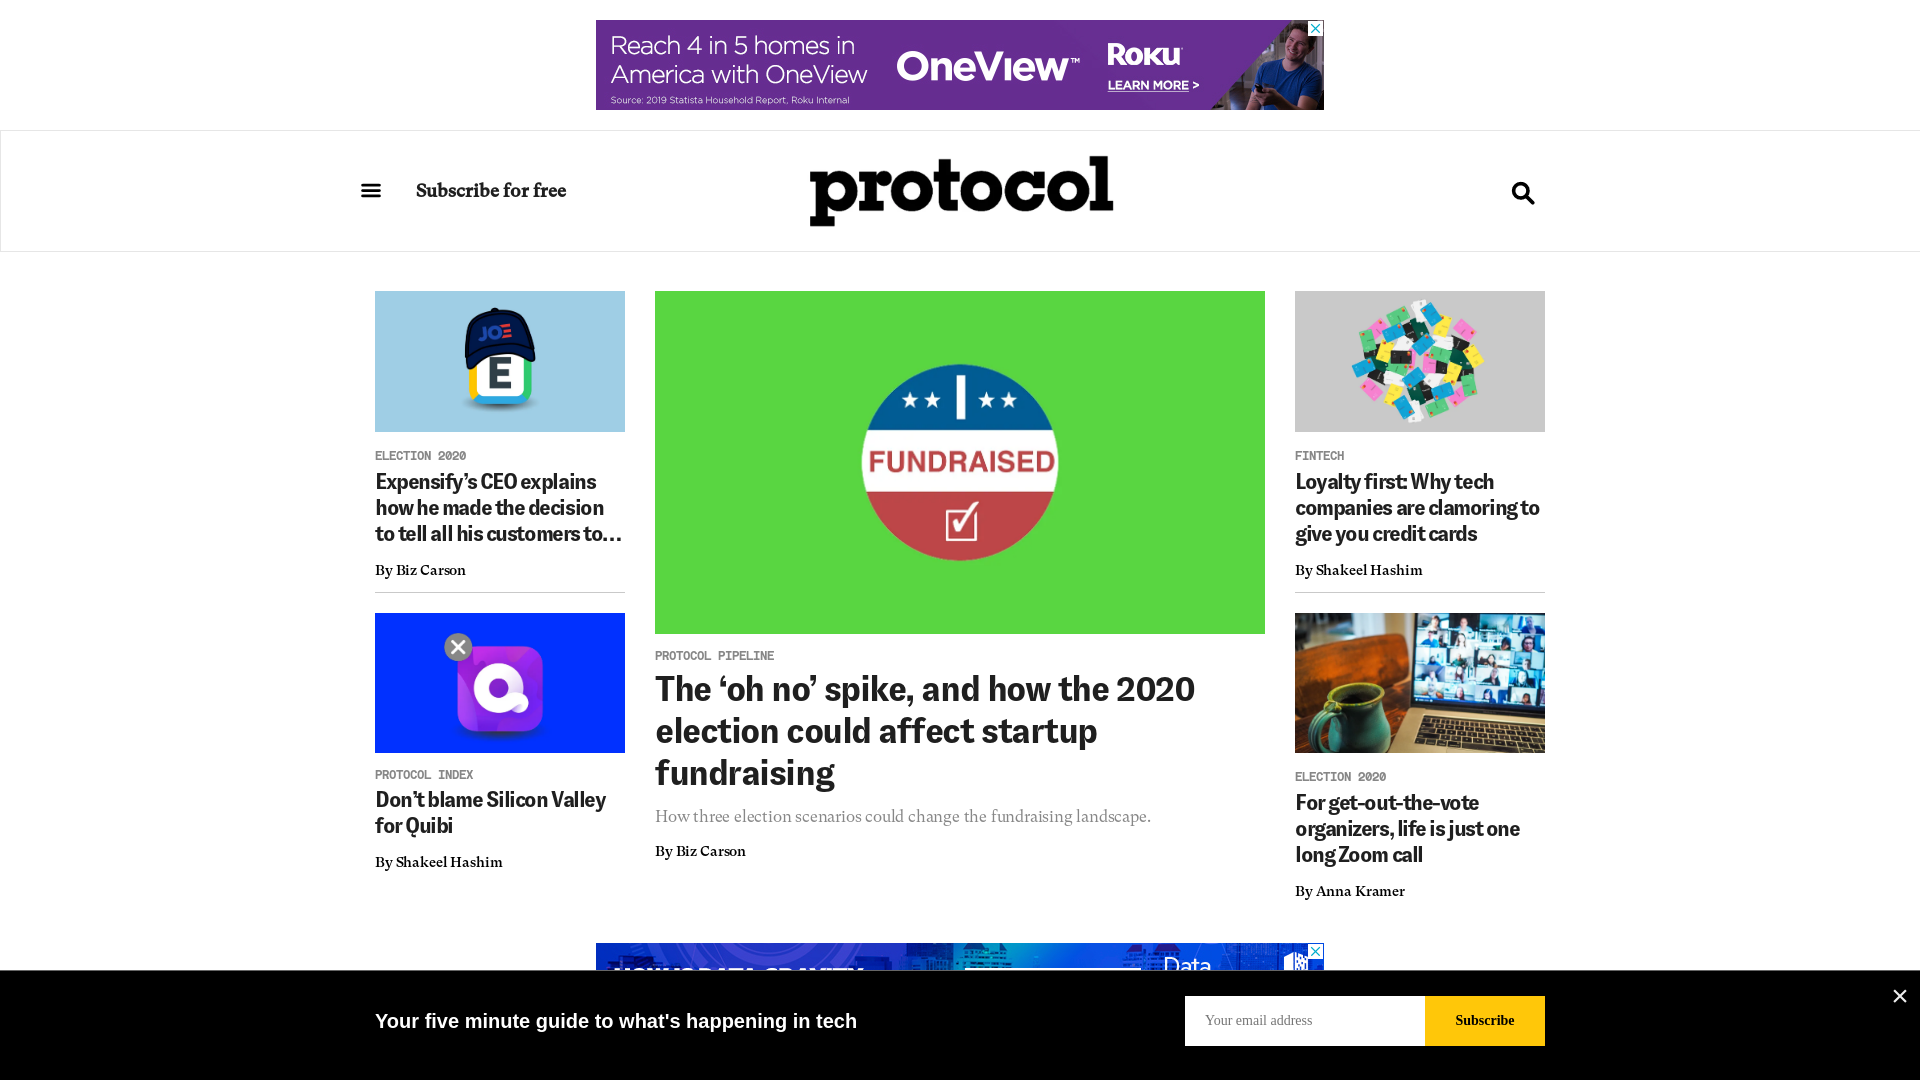 Reach 4 in 5 homes in
America with OneView
Source: 2019 Statista Household Report, Roku Internal
OneView™
Roku
LEARN MORE >
Subscribe for free
protocol
JOE
E
ELECTION 2020
Expensify’s CEO explains
how he made the decision
to tell all his customers to…
By Biz Carson
PROTOCOL INDEX
Don’t blame Silicon Valley
for Quibi
By Shakeel Hashim
I
FUNDRAISED
PROTOCOL PIPELINE
The ‘oh no’ spike, and how the 2020
election could affect startup
fundraising
How three election scenarios could change the fundraising landscape.
By Biz Carson
FINTECH
Loyalty first: Why tech
companies are clamoring to
give you credit cards
By Shakeel Hashim
ELECTION 2020
For get-out-the-vote
organizers, life is just one
long Zoom call
By Anna Kramer
Data
Your five minute guide to what's happening in tech
Your email address
Subscribe